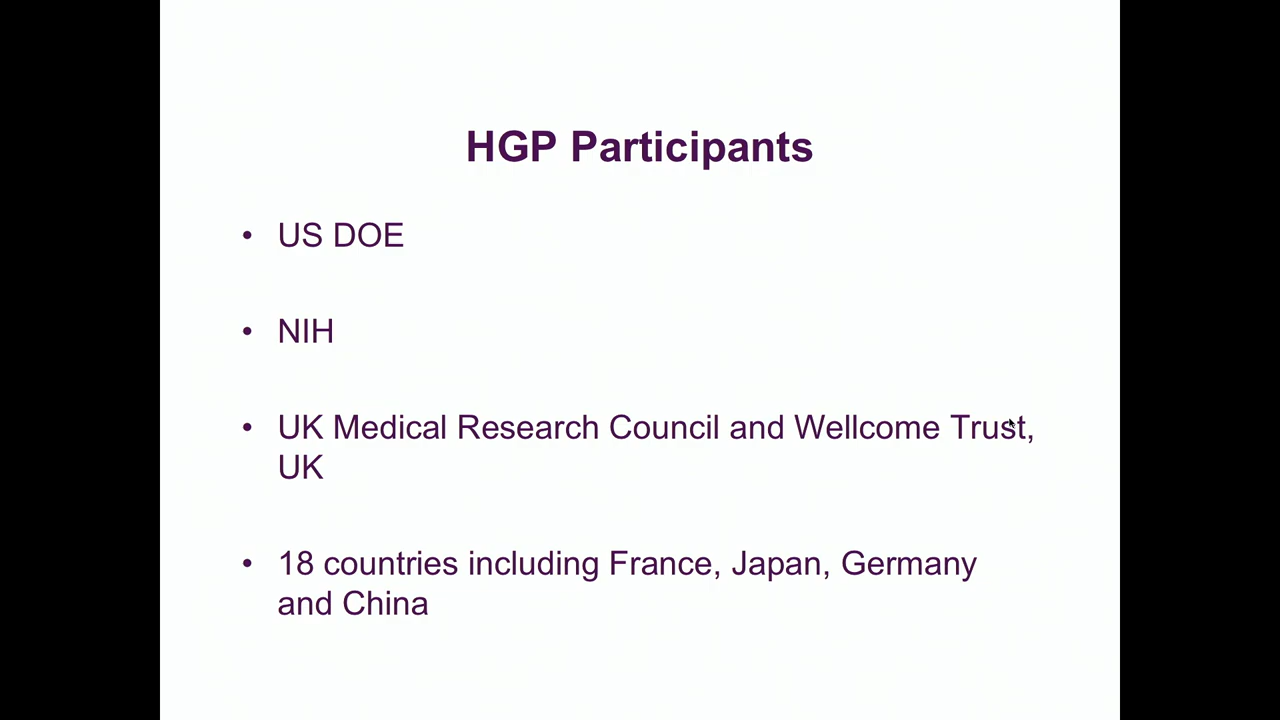 HGP Participants
• US DOE
• NIH
• UK Medical Research Council and Wellcome Trust,
UK
• 18 countries including France, Japan, Germany
and China